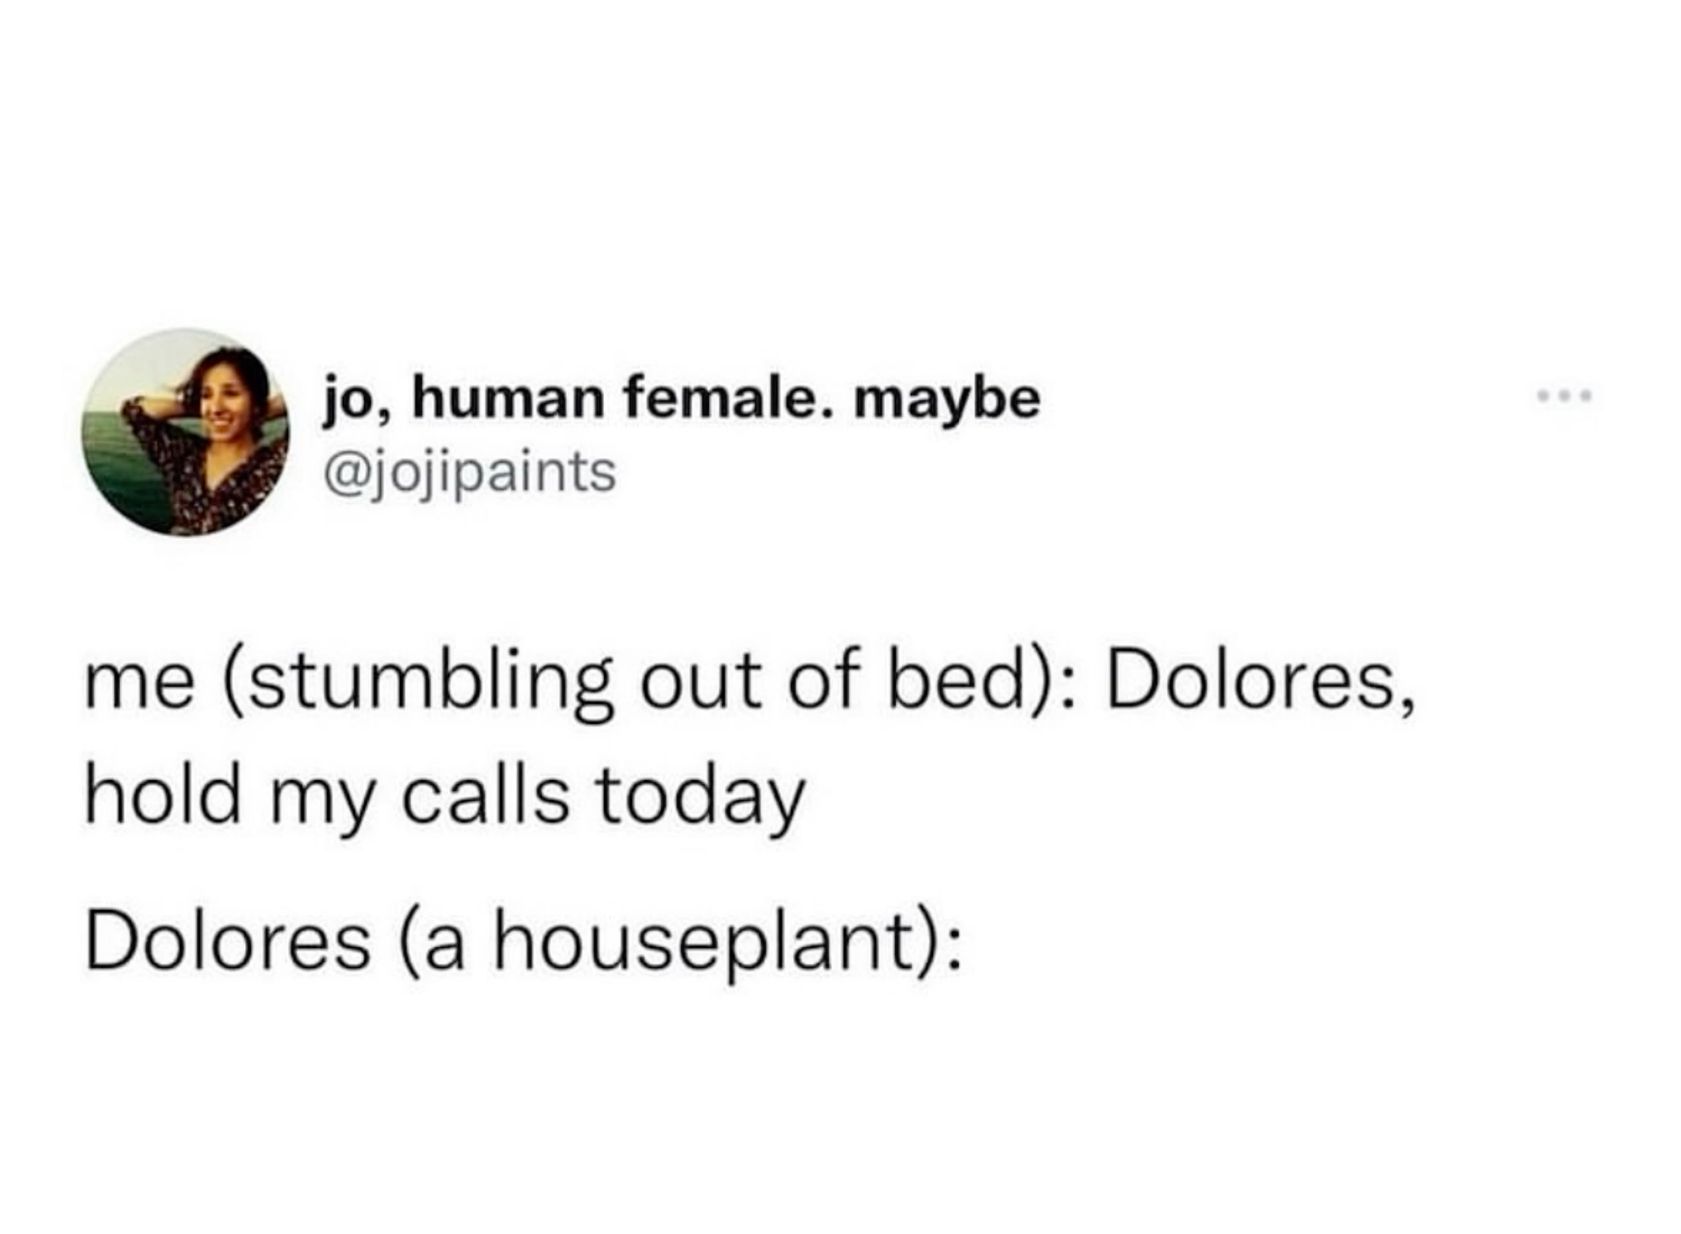 jo, human female. maybe
@jojipaints
me (stumbling out of bed): Dolores,
hold my calls today
Dolores (a houseplant):